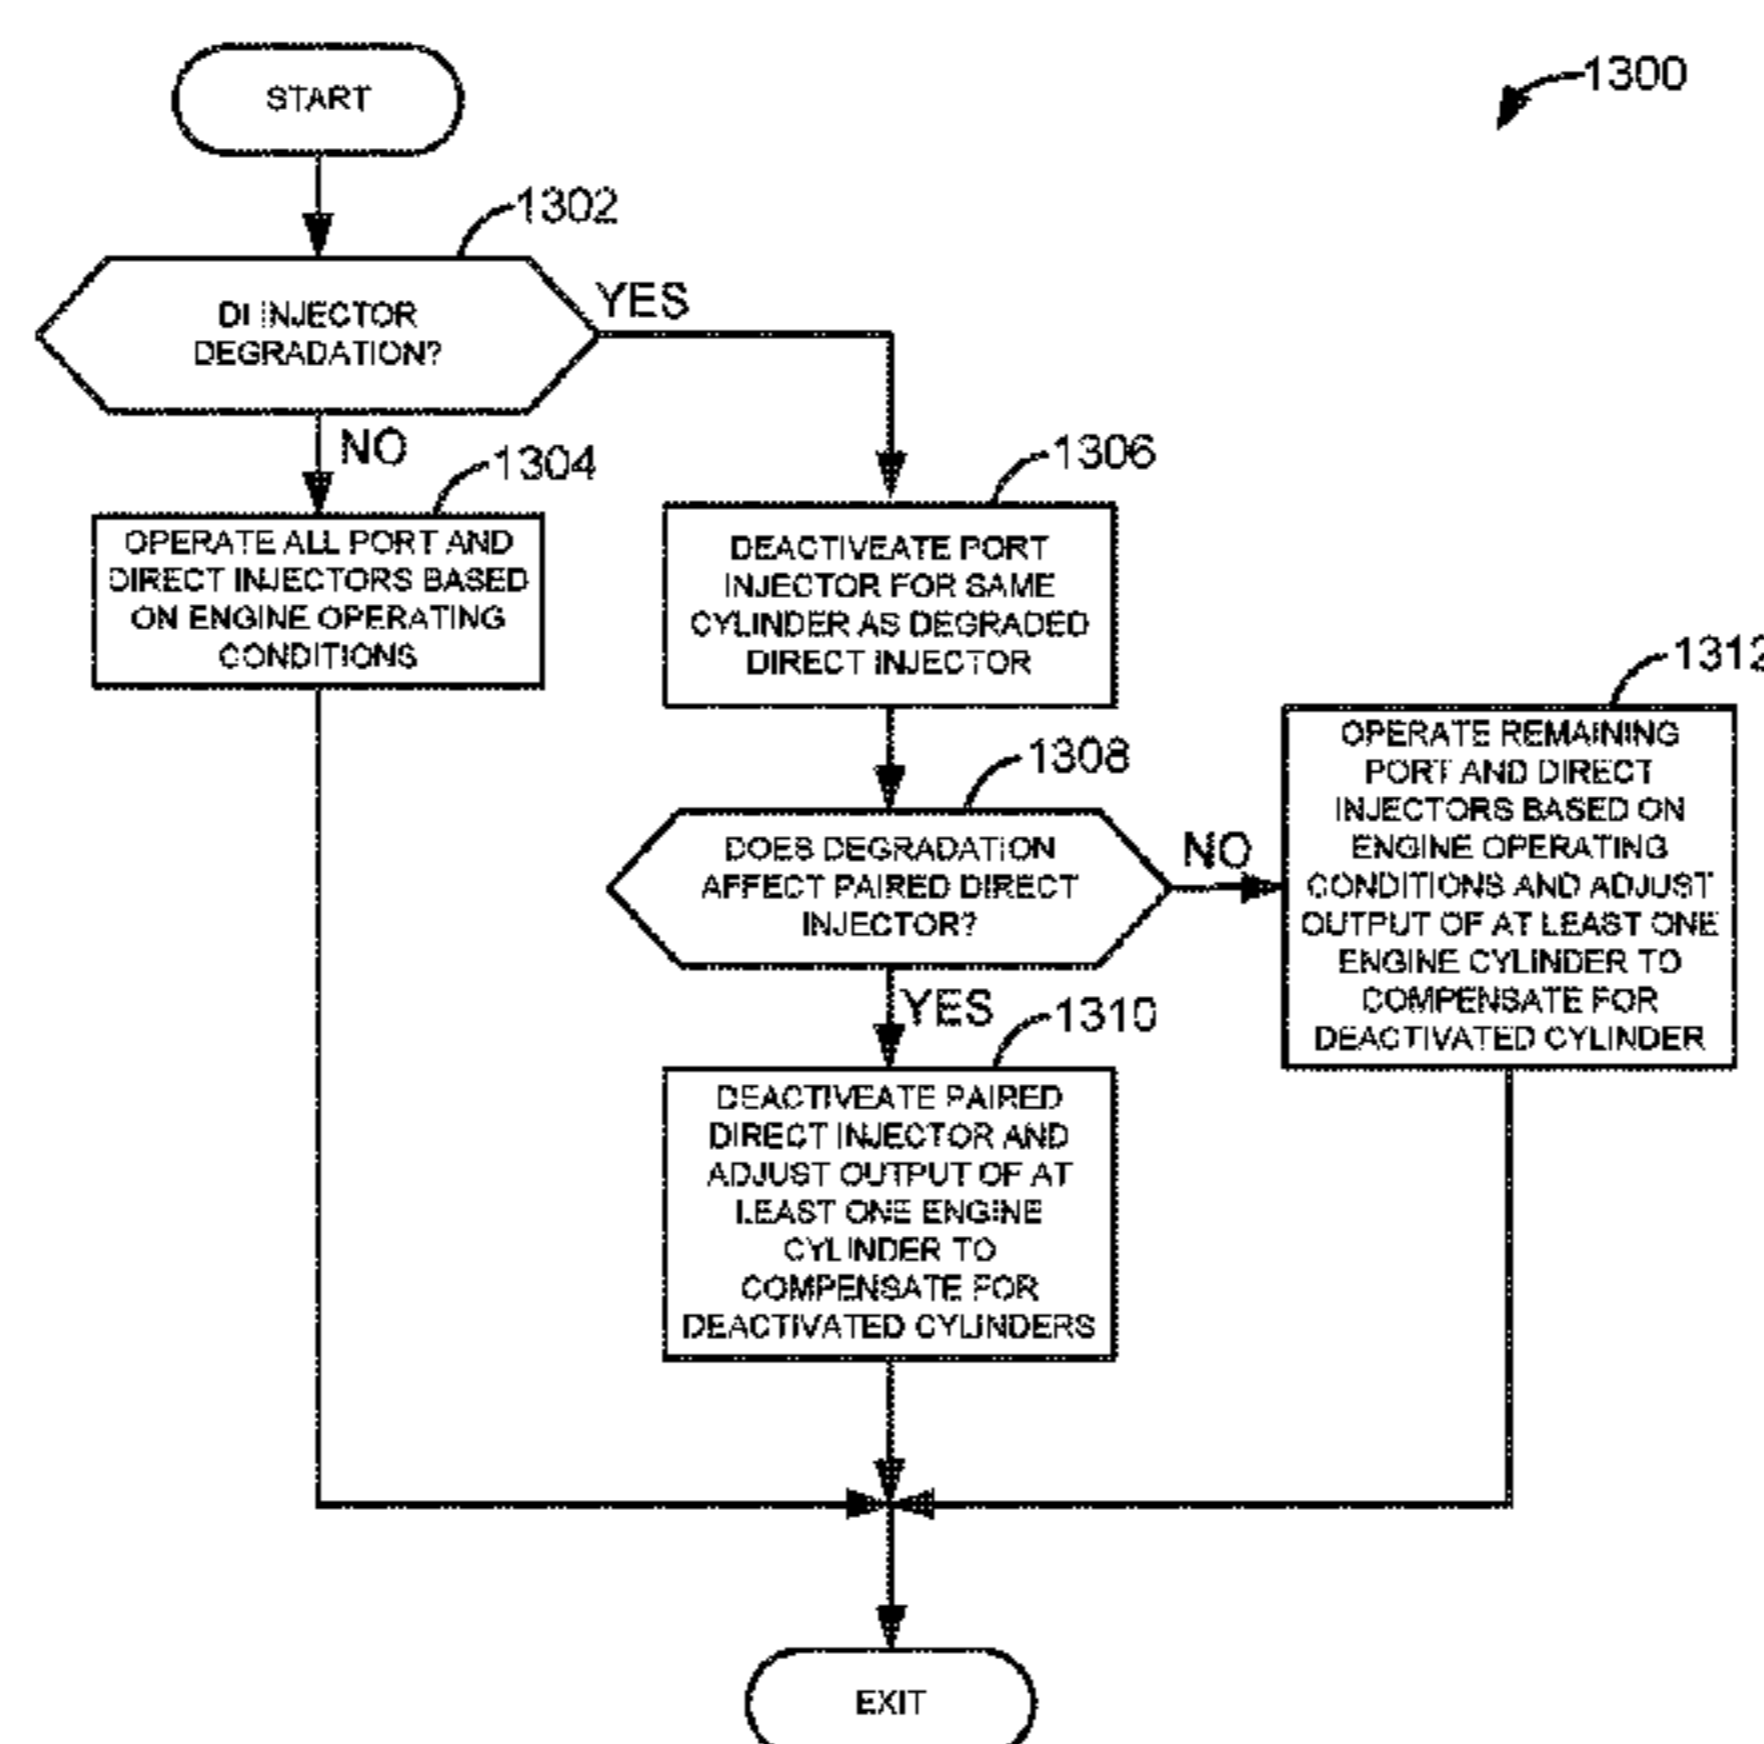 START
1300
1302
DI INJECTOR
DEGRADATION?
YES
NO
1304
OPERATE ALL PORT AND
DIRECT INJECTORS BASED
ON ENGINE OPERATING
CONDITIONS
1306
DEACTIVEATE PORT
INJECTOR FOR SAME
CYLINDER AS DEGRADED
DIRECT INJECTOR
1308
DOES DEGRADATION
AFFECT PAIRED DIRECT
INJECTOR?
NO
1312
OPERATE REMAINING
PORT AND DIRECT
INJECTORS BASED ON
ENGINE OPERATING
CONDITIONS AND ADJUST
OUTPUT OF AT LEAST ONE
ENGINE CYLINDER TO
COMPENSATE FOR
DEACTIVATED CYLINDER
YES
1310
DEACTIVEATE PAIRED
DIRECT INJECTOR AND
ADJUST OUTPUT OF AT
LEAST ONE ENGINE
CYLINDER TO
COMPENSATE FOR
DEACTIVATED CYLINDERS
EXIT